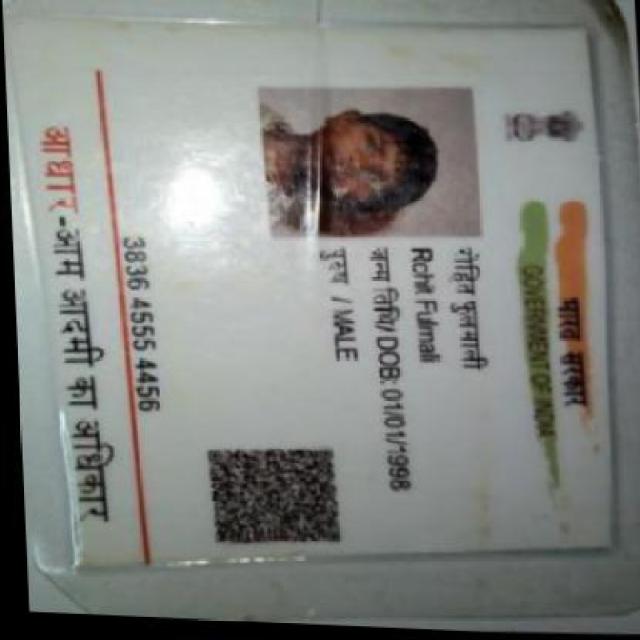 भारत सरकार
GOVERNMENT OF INDIA
रोहित फुलमाली
Rohit Fulmali
जन्म तिथि/ DOB: 01/01/1998
पुरुष / MALE
3836 4555 4456
आधार-आम आदमी का अधिकार